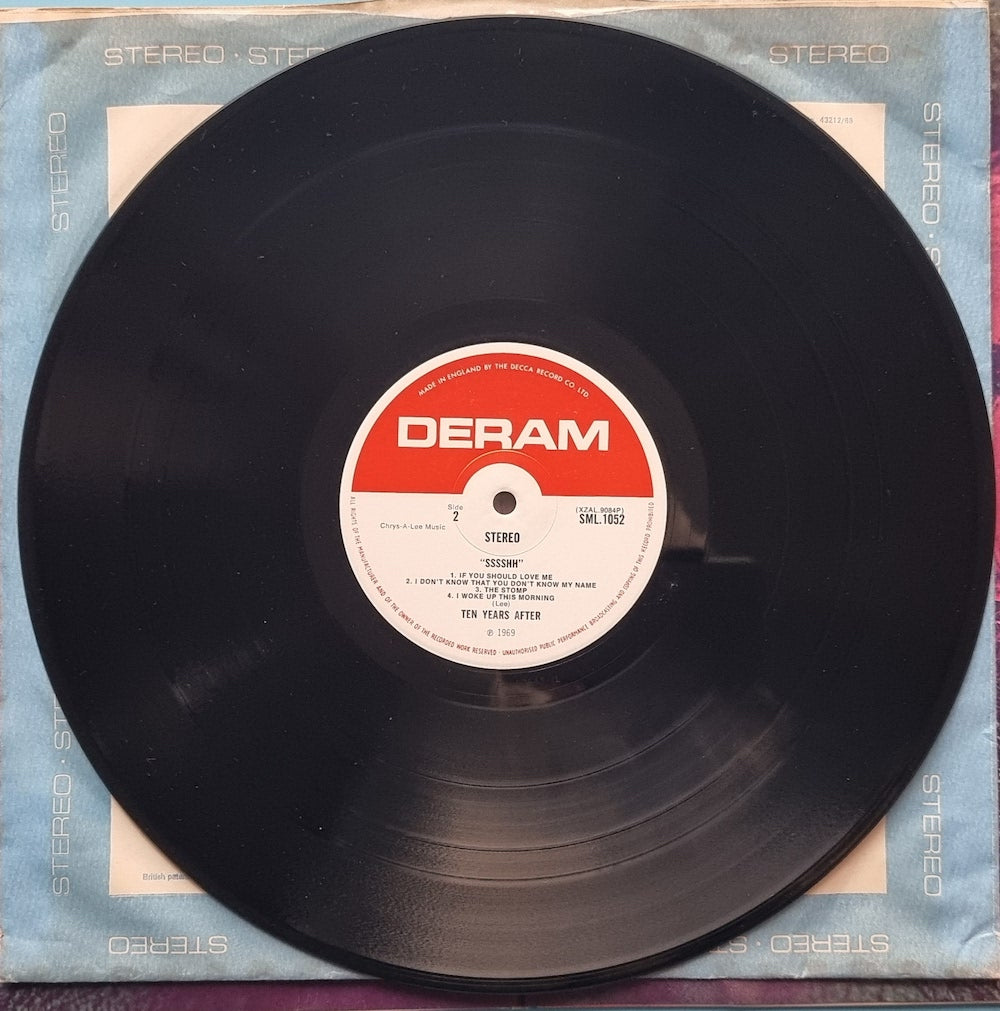 STEREO · STE
STEREO
STEREO
STEREO · S
43212/69
MADE IN ENGLAND BY THE DECCA RECORD CO. LTD.
DERAM
Side
2
Chrys-A-Lee Music
(XZAL.9084P)
SML.1052
STEREO
"SSSSHH"
1. IF YOU SHOULD LOVE ME
2. I DON'T KNOW THAT YOU DON'T KNOW MY NAME
3. THE STOMP
4. I WOKE UP THIS MORNING
(Lee)
TEN YEARS AFTER
℗ 1969
ALL RIGHTS OF THE MANUFACTURER AND OF THE OWNER OF THE RECORDED WORK RESERVED · UNAUTHORISED PUBLIC PERFORMANCE BROADCASTING AND COPYING OF THIS RECORD PROHIBITED
STEREO · ST
STEREO
British
STEREO
STEREO · S